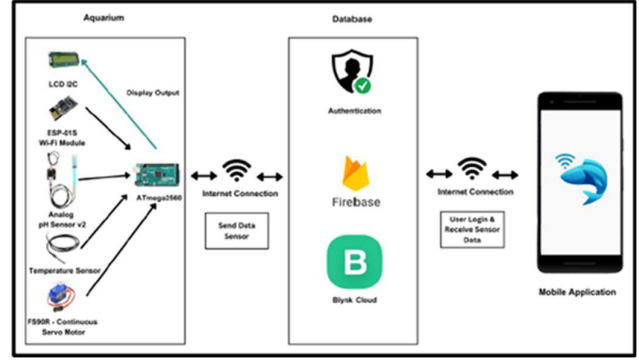 Aquarium
LCD I2C
Display Output
ESP-01S
Wi-Fi Module
ATmega2560
Analog
pH Sensor v2
Temperature Sensor
FS90R - Continuous
Servo Motor
Internet Connection
Send Data
Sensor
Database
Authentication
Firebase
B
Blynk Cloud
Internet Connection
User Login &
Receive Sensor
Data
Mobile Application